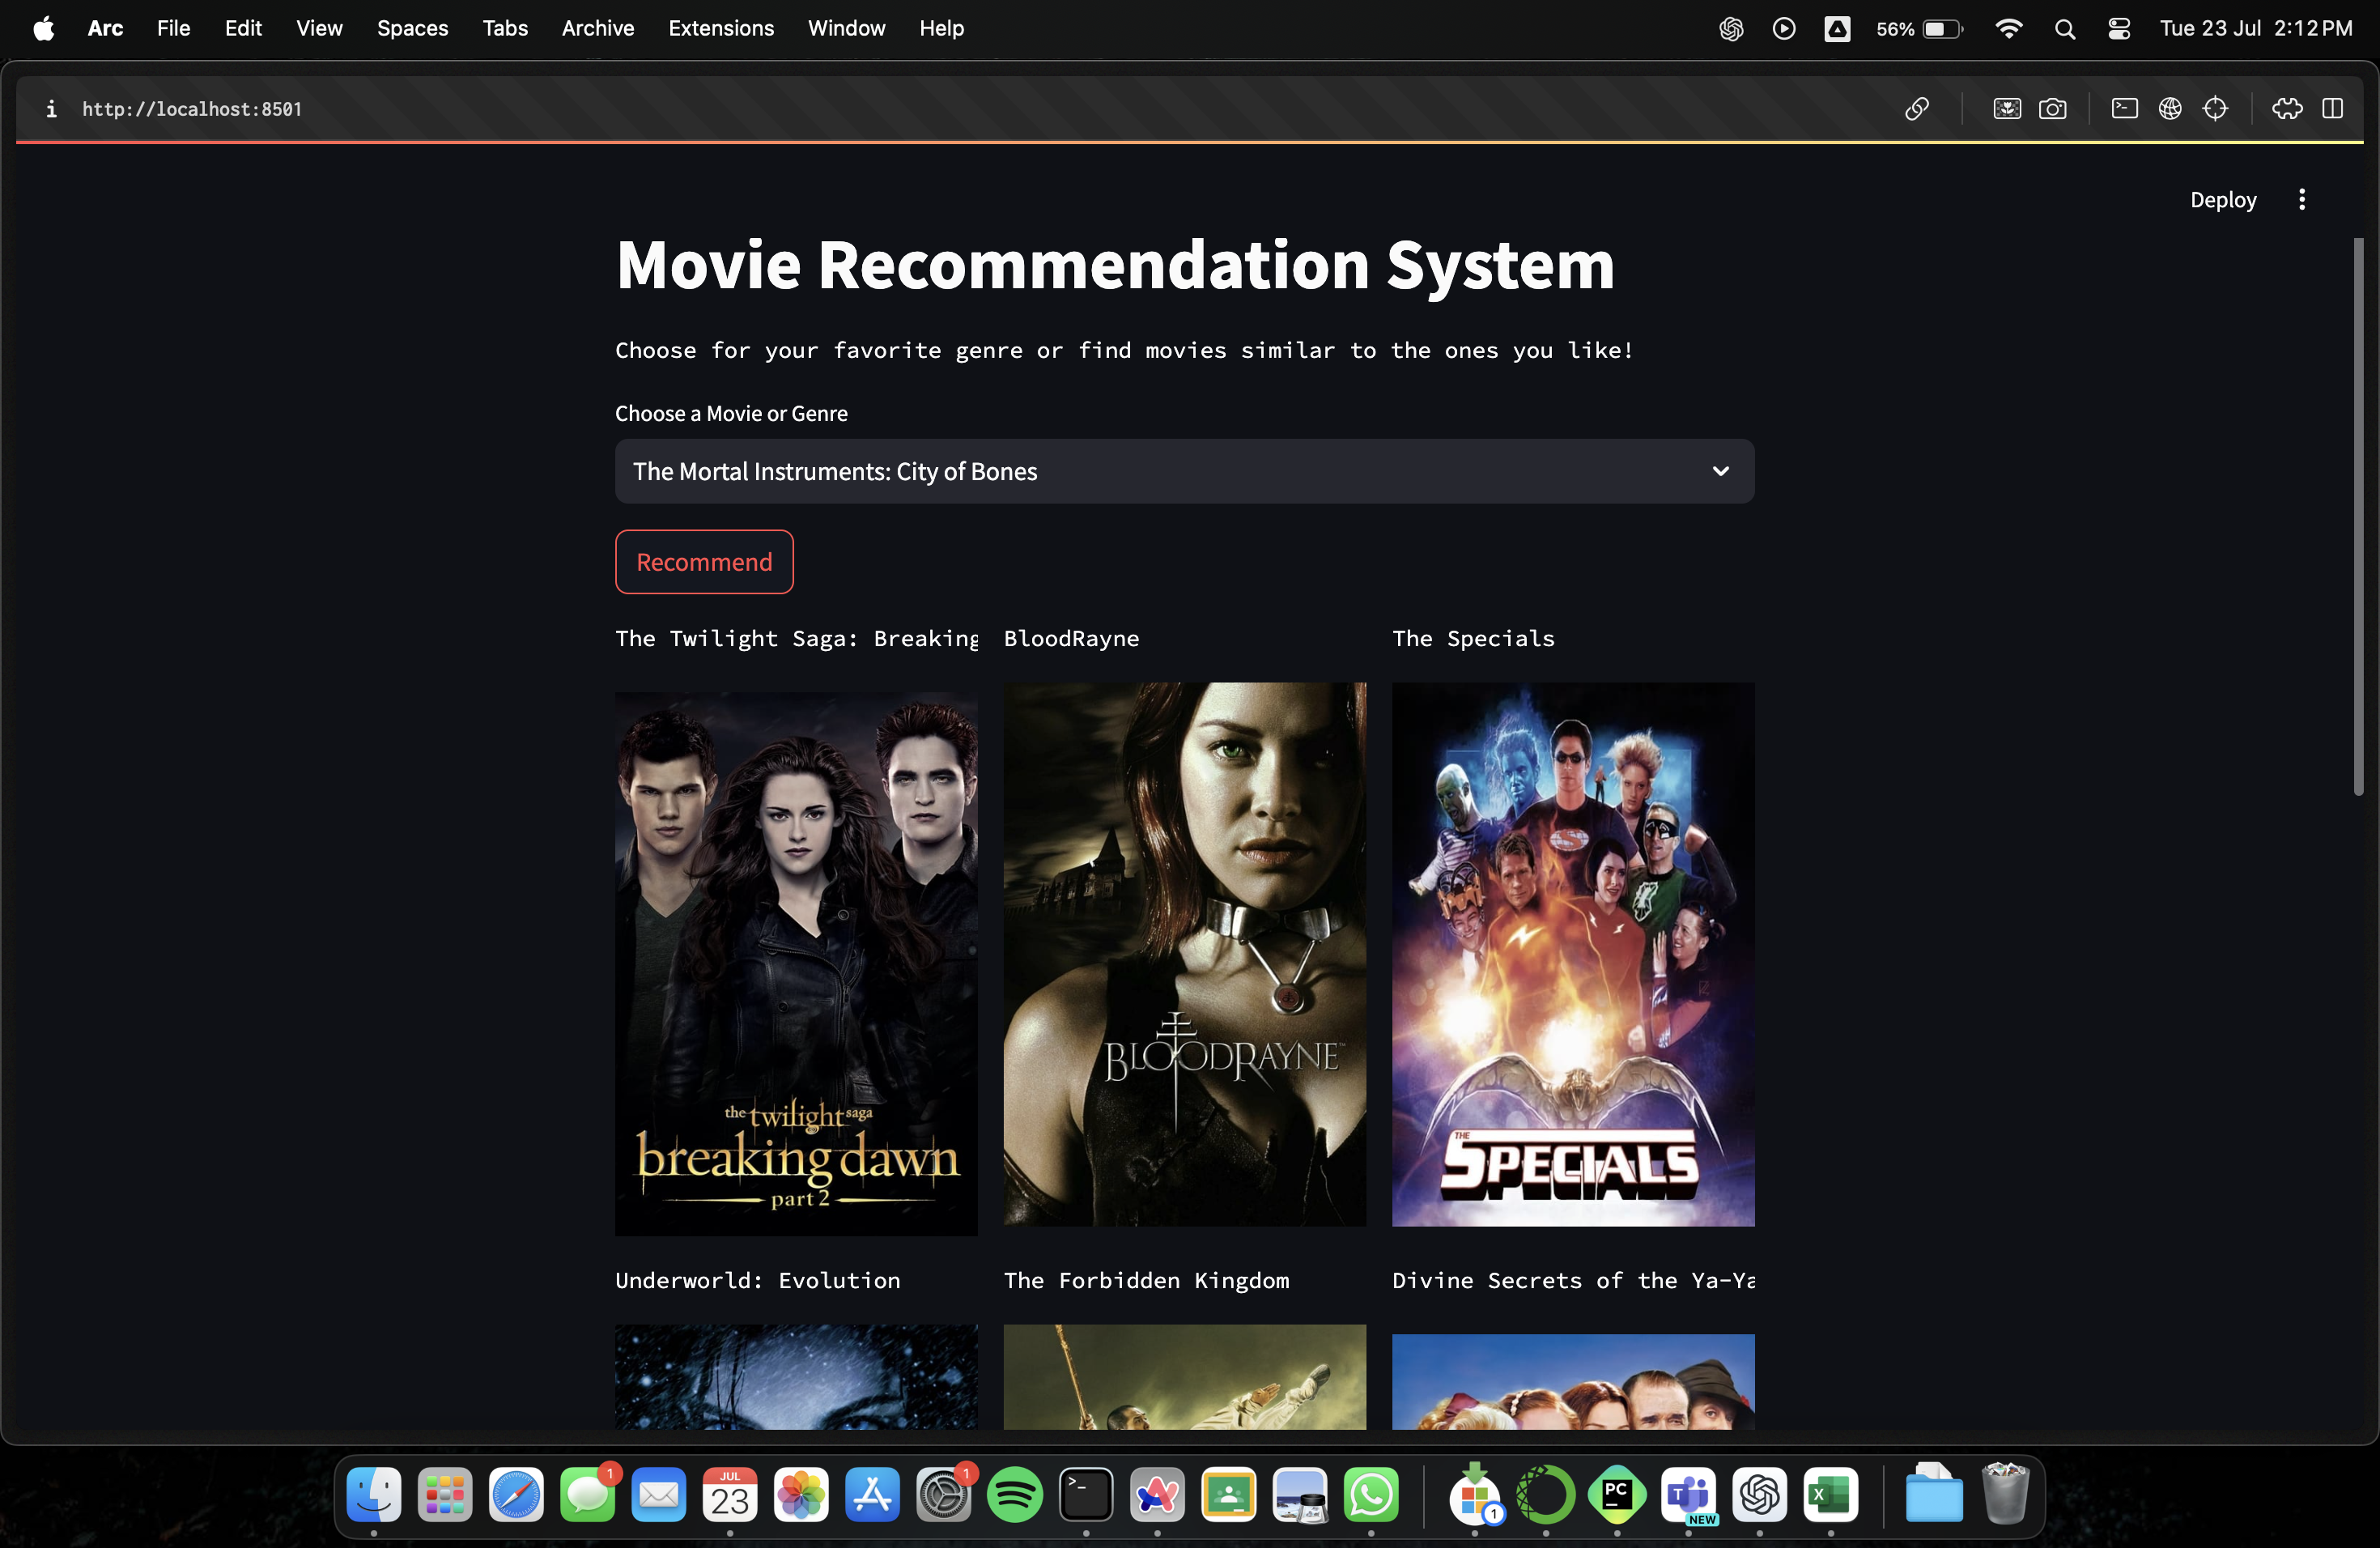 Arc File Edit View Spaces Tabs Archive Extensions Window Help 56% Tue 23 Jul 2:12 PM
http://localhost:8501
Deploy
Movie Recommendation System
Choose for your favorite genre or find movies similar to the ones you like!
Choose a Movie or Genre
The Mortal Instruments: City of Bones
Recommend
The Twilight Saga: Breaking BloodRayne The Specials
the twilight saga
breaking dawn
part 2
BLOODRAYNE
THE
SPECIALS
Underworld: Evolution The Forbidden Kingdom Divine Secrets of the Ya-Ya
1
JUL
23
1
>_
1
PC
T
NEW
X